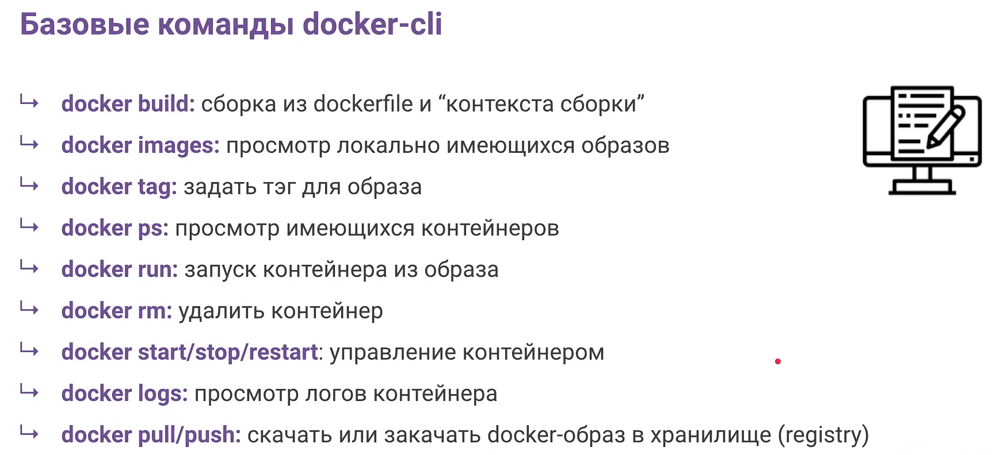 Базовые команды docker-cli
docker build: сборка из dockerfile и “контекста сборки”
docker images: просмотр локально имеющихся образов
docker tag: задать тэг для образа
docker ps: просмотр имеющихся контейнеров
docker run: запуск контейнера из образа
docker rm: удалить контейнер
docker start/stop/restart: управление контейнером
docker logs: просмотр логов контейнера
docker pull/push: скачать или закачать docker-образ в хранилище (registry)